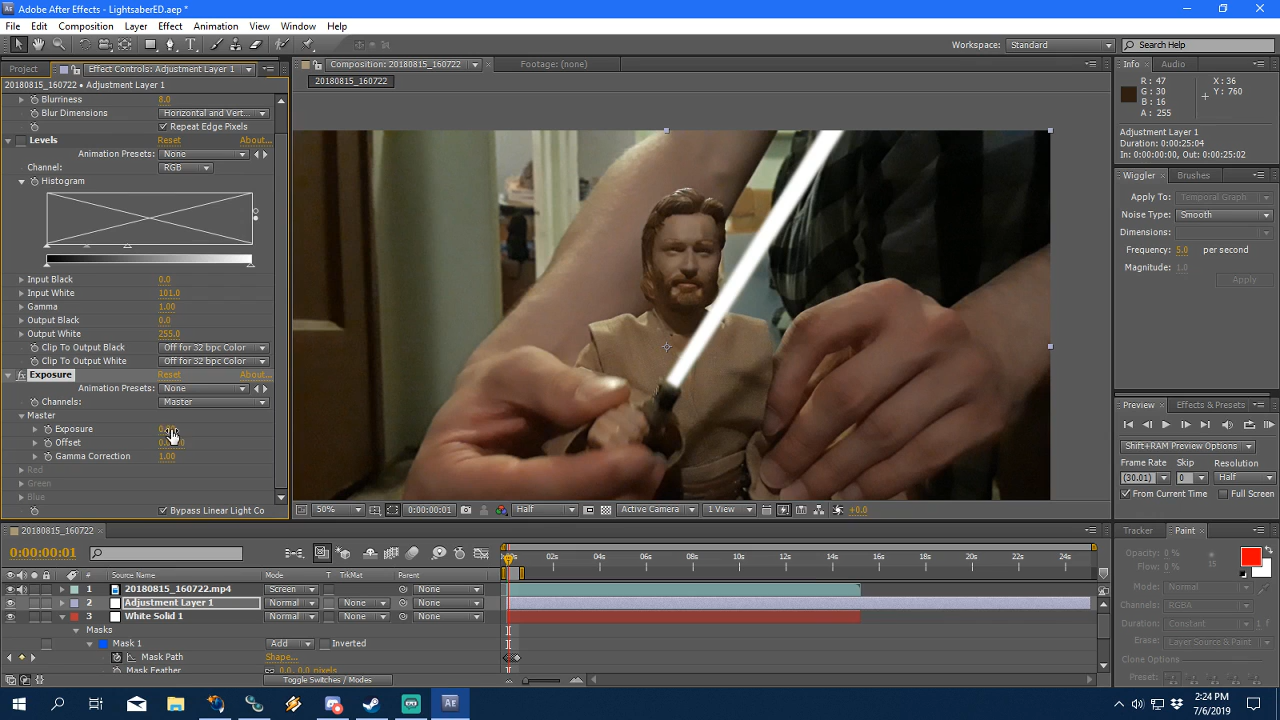 Adobe After Effects - LightsaberED.aep *
File Edit Composition Layer Effect Animation View Window Help
Workspace: Standard Search Help
Project Effect Controls: Adjustment Layer 1
20180815_160722 • Adjustment Layer 1
Blurriness 8.0
Blur Dimensions Horizontal and Vert...
Repeat Edge Pixels
Levels Reset About...
Animation Presets: None
Channel: RGB
Histogram
Input Black 0.0
Input White 101.0
Gamma 1.00
Output Black 0.0
Output White 255.0
Clip To Output Black Off for 32 bpc Color
Clip To Output White Off for 32 bpc Color
Exposure Reset About...
Animation Presets: None
Channels: Master
Master
Exposure
Offset
Gamma Correction 1.00
Red
Green
Blue
Bypass Linear Light Co
Composition: 20180815_160722 Footage: (none)
20180815_160722
50% 0:00:00:01 Half Active Camera 1 View +0.0
Info Audio
R: 47 X: 36
G: 30 Y: 760
B: 16
A: 255
Adjustment Layer 1
Duration: 0:00:25:04
In: 0:00:00:00, Out: 0:00:25:02
Wiggler Brushes
Apply To: Temporal Graph
Noise Type: Smooth
Dimensions:
Frequency: 5.0 per second
Magnitude: 1.0
Apply
Preview Effects & Presets
Shift+RAM Preview Options
Frame Rate Skip Resolution
(30.01) 0 Half
From Current Time Full Screen
20180815_160722
0:00:00:01
02s 04s 06s 08s 10s 12s 14s 16s 18s 20s 22s 24s
# Source Name Mode T TrkMat Parent
1 20180815_160722.mp4 Screen None
2 Adjustment Layer 1 Normal None None
3 White Solid 1 Normal None None
Masks
Mask 1 Add Inverted
Mask Path Shape...
Mask Feather 0.0, 0.0 pixels
Toggle Switches / Modes
Tracker Paint
Opacity: 0 %
Flow: 0 % 15
Mode: Normal
Channels: RGBA
Duration: Constant 1 f
Erase: Layer Source & Paint
Clone Options
Preset:
Ae
2:24 PM
7/6/2019